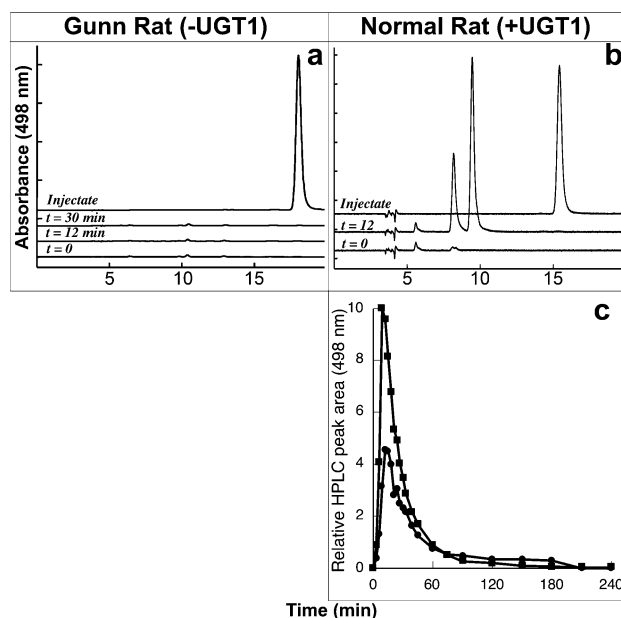 Gunn Rat (-UGT1)
Normal Rat (+UGT1)
a
b
Absorbance (498 nm)
Injectate
t = 30 min
t = 12 min
t = 0
Injectate
t = 12
t = 0
5 10 15
5 10 15
c
Relative HPLC peak area (498 nm)
10
8
6
4
2
0
0 60 120 180 240
Time (min)